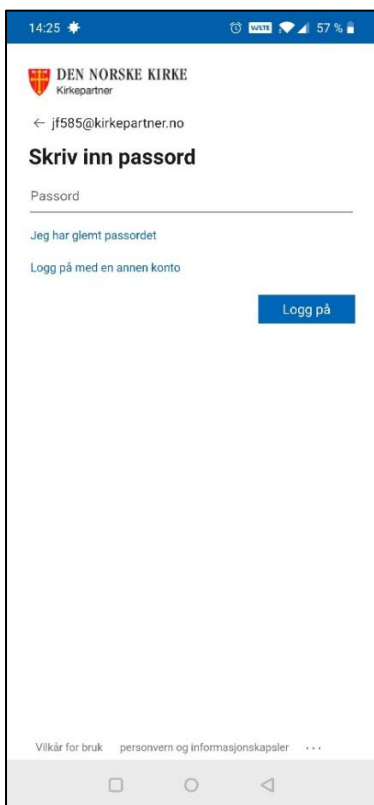 14:25 57 %
VoLTE
DEN NORSKE KIRKE
Kirkepartner
← jf585@kirkepartner.no
Skriv inn passord
Passord
Jeg har glemt passordet
Logg på med en annen konto
Logg på
Vilkår for bruk personvern og informasjonskapsler ...